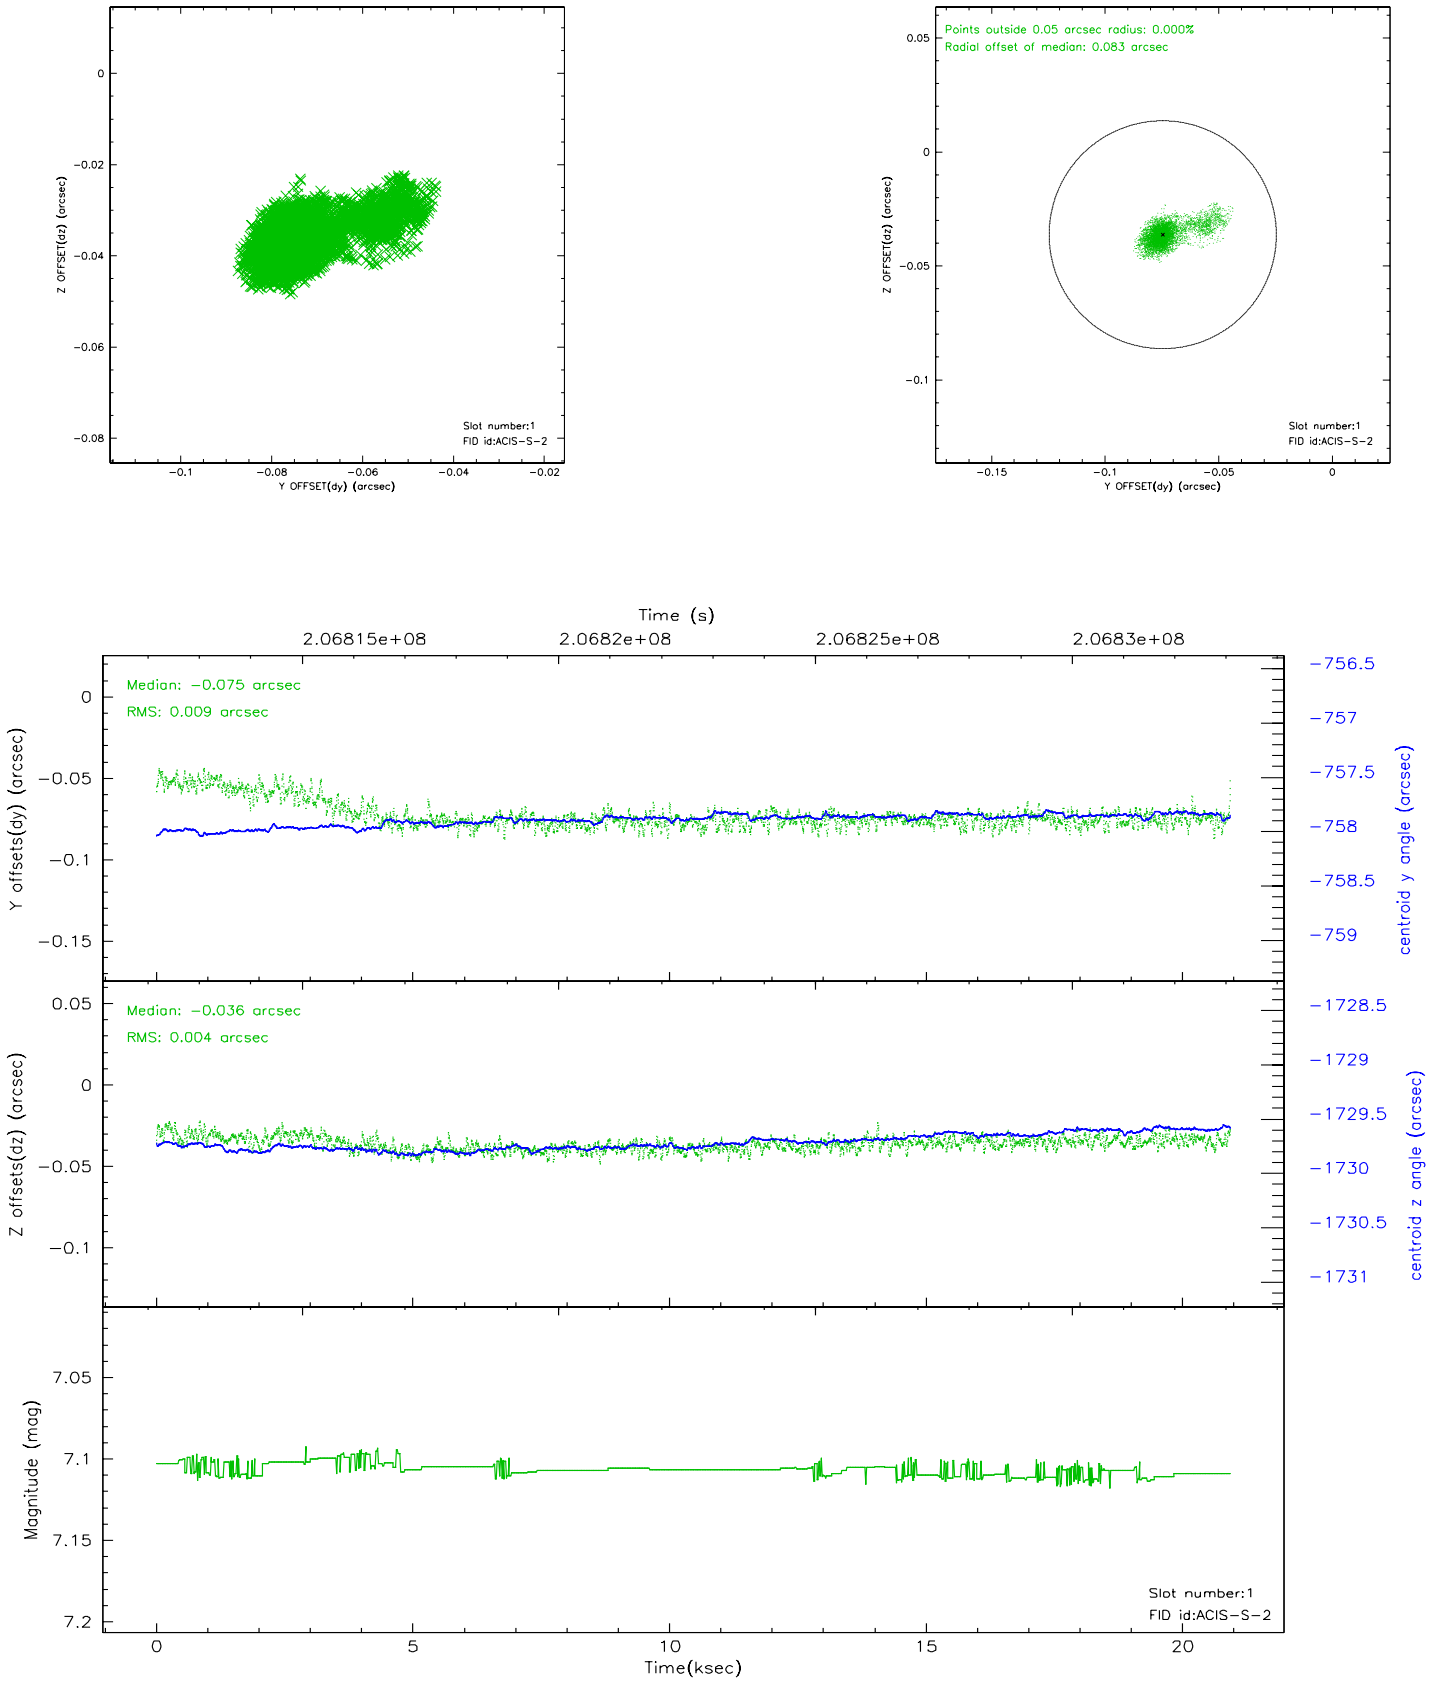 0
−0.02
−0.04
−0.06
−0.08
Z OFFSET(dz) (arcsec)
Slot number:1
FID id:ACIS−S−2
−0.1 −0.08 −0.06 −0.04 −0.02
Y OFFSET(dy) (arcsec)
Points outside 0.05 arcsec radius: 0.000%
Radial offset of median: 0.083 arcsec
0.05
0
−0.05
−0.1
Z OFFSET(dz) (arcsec)
Slot number:1
FID id:ACIS−S−2
−0.15 −0.1 −0.05 0
Y OFFSET(dy) (arcsec)
Time (s)
2.06815e+08 2.0682e+08 2.06825e+08 2.0683e+08
Median: −0.075 arcsec
RMS: 0.009 arcsec
0
−0.05
−0.1
−0.15
Y offsets(dy) (arcsec)
−756.5
−757
−757.5
−758
−758.5
−759
centroid y angle (arcsec)
Median: −0.036 arcsec
RMS: 0.004 arcsec
0.05
0
−0.05
−0.1
Z offsets(dz) (arcsec)
−1728.5
−1729
−1729.5
−1730
−1730.5
−1731
centroid z angle (arcsec)
7.05
7.1
7.15
7.2
Magnitude (mag)
Slot number:1
FID id:ACIS−S−2
0 5 10 15 20
Time(ksec)